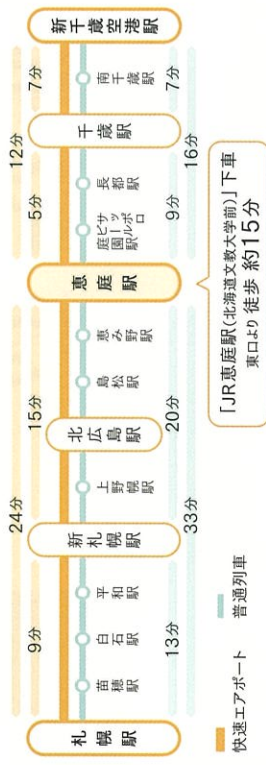 24分
12分
9分
15分
5分
7分
札幌駅
苗穂駅
白石駅
平和駅
新札幌駅
上野幌駅
北広島駅
島松駅
恵み野駅
恵庭駅
サッポロビール庭園駅
長都駅
千歳駅
南千歳駅
新千歳空港駅
13分
20分
9分
7分
33分
16分
快速エアポート
普通列車
「JR恵庭駅(北海道文教大学前)」下車
東口より 徒歩 約15分